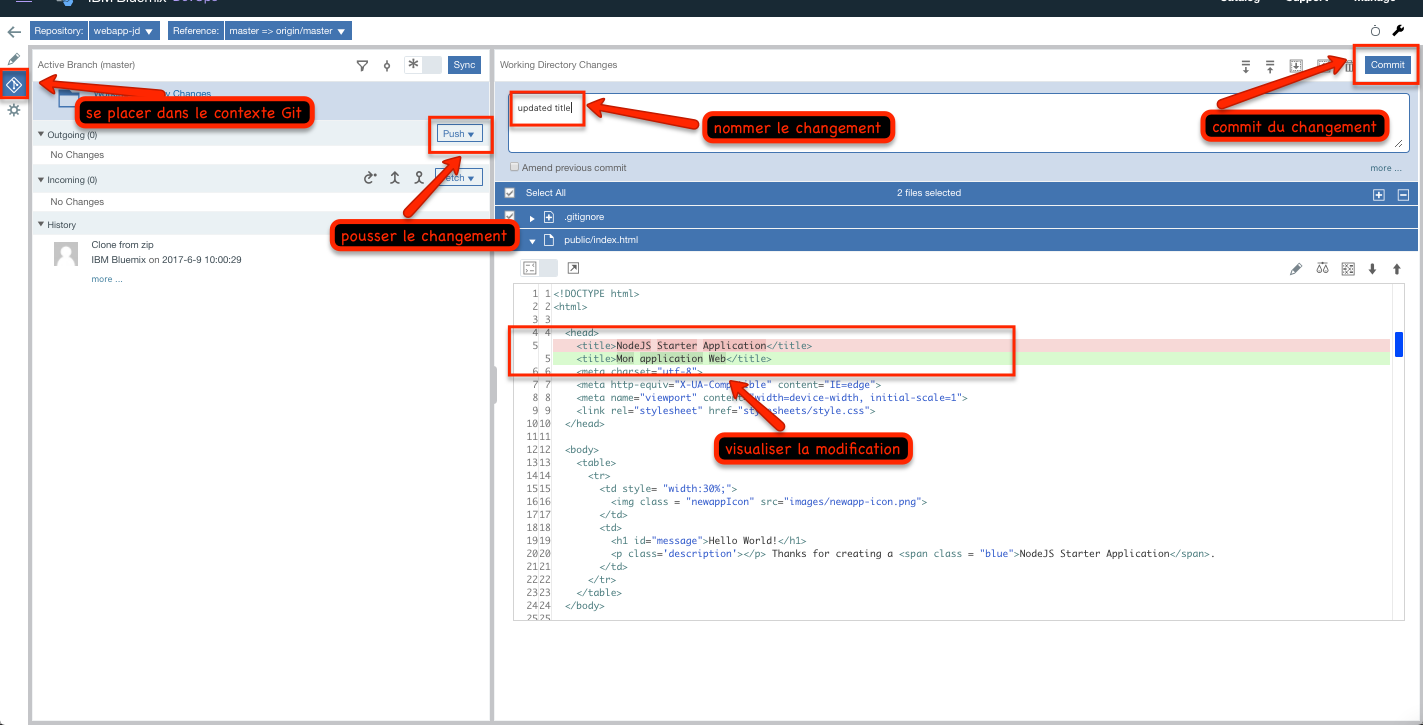 IBM Bluemix DevOps
Catalog Support Manage
Repository: webapp-jd Reference: master => origin/master
Active Branch (master)
Sync
Working Directory Changes
Commit
Changes
se placer dans le contexte Git
updated title
nommer le changement
commit du changement
Outgoing (0)
Push
No Changes
Amend previous commit
more ...
Incoming (0)
No Changes
Select All
2 files selected
History
.gitignore
pousser le changement
public/index.html
Clone from zip
IBM Bluemix on 2017-6-9 10:00:29
more ...
1 1 <!DOCTYPE html>
2 2 <html>
3 3
4 4 <head>
5 <title>NodeJS Starter Application</title>
5 <title>Mon application Web</title>
6 6 <meta charset="utf-8">
7 7 <meta http-equiv="X-UA-Compatible" content="IE=edge">
8 8 <meta name="viewport" content="width=device-width, initial-scale=1">
9 9 <link rel="stylesheet" href="stylesheets/style.css">
10 10 </head>
11 11
visualiser la modification
12 12 <body>
13 13 <table>
14 14 <tr>
15 15 <td style= "width:30%;">
16 16 <img class = "newappIcon" src="images/newapp-icon.png">
17 17 </td>
18 18 <td>
19 19 <h1 id="message">Hello World!</h1>
20 20 <p class='description'></p> Thanks for creating a <span class = "blue">NodeJS Starter Application</span>.
21 21 </td>
22 22 </tr>
23 23 </table>
24 24 </body>
25 25